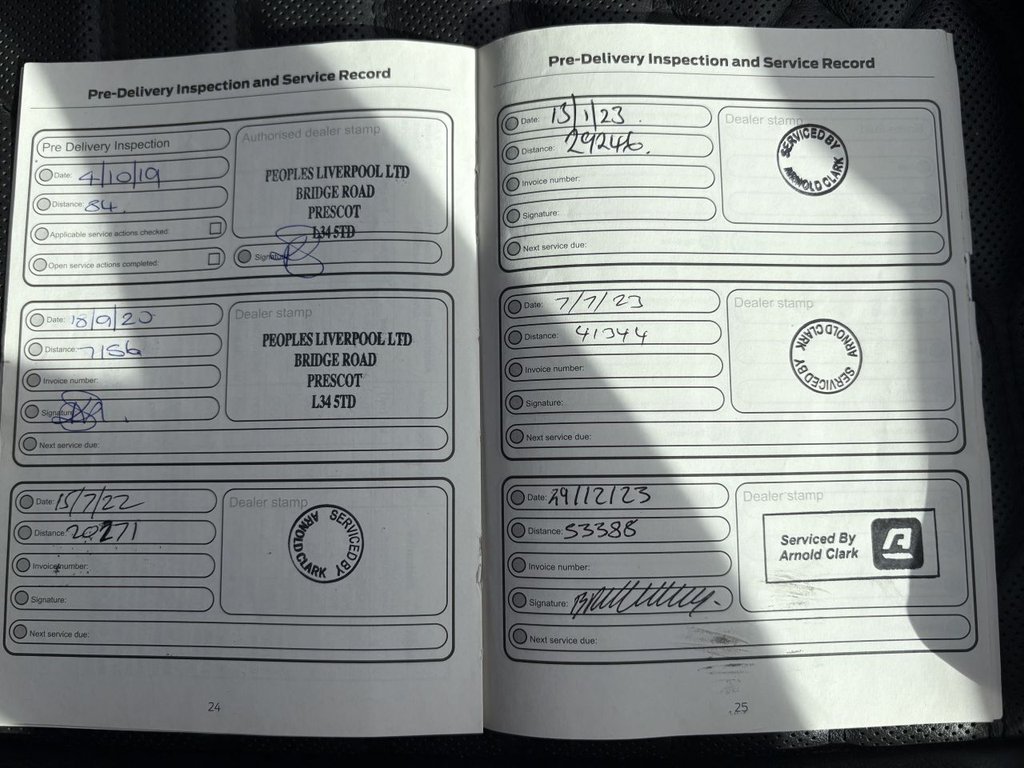 Pre-Delivery Inspection and Service Record
Pre Delivery Inspection
Date: 4/10/19
Distance: 84.
Applicable service actions checked:
Open service actions completed:
Authorised dealer stamp
PEOPLES LIVERPOOL LTD
BRIDGE ROAD
PRESCOT
L34 5TD
Signature:
Date: 18/9/20
Distance: 7156
Invoice number:
Signature:
Next service due:
Dealer stamp
PEOPLES LIVERPOOL LTD
BRIDGE ROAD
PRESCOT
L34 5TD
Date: 15/7/22
Distance: 20271
Invoice number:
Signature:
Next service due:
Dealer stamp
SERVICED BY
ARNOLD CLARK
24
Pre-Delivery Inspection and Service Record
Date: 13/1/23.
Distance: 29246.
Invoice number:
Signature:
Next service due:
Dealer stamp
SERVICED BY
ARNOLD CLARK
Date: 7/7/23
Distance: 41344
Invoice number:
Signature:
Next service due:
Dealer stamp
SERVICED BY
ARNOLD CLARK
Date: 29/12/23
Distance: 53388
Invoice number:
Signature:
Next service due:
Dealer stamp
Serviced By
Arnold Clark
25